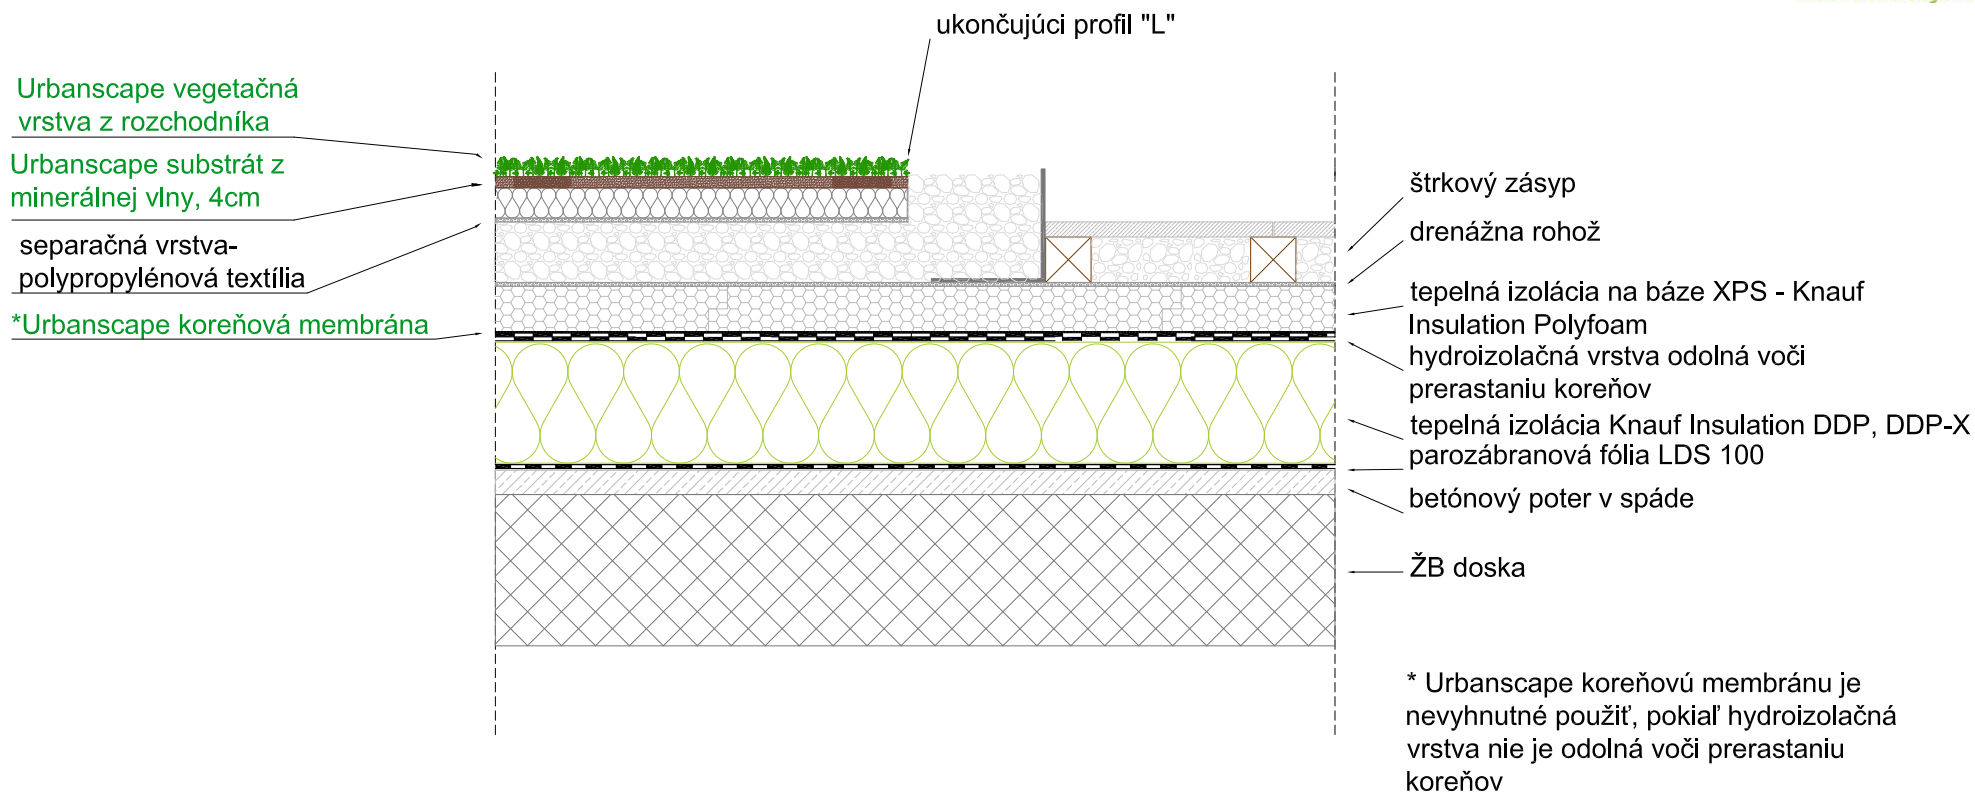 ukončujúci profil "L"
Urbanscape vegetačná
vrstva z rozchodníka
Urbanscape substrát z
minerálnej vlny, 4cm
separačná vrstva-
polypropylénová textília
*Urbanscape koreňová membrána
štrkový zásyp
drenážna rohož
tepelná izolácia na báze XPS - Knauf
Insulation Polyfoam
hydroizolačná vrstva odolná voči
prerastaniu koreňov
tepelná izolácia Knauf Insulation DDP, DDP-X
parozábranová fólia LDS 100
betónový poter v spáde
ŽB doska
* Urbanscape koreňovú membránu je
nevyhnutné použiť, pokiaľ hydroizolačná
vrstva nie je odolná voči prerastaniu
koreňov